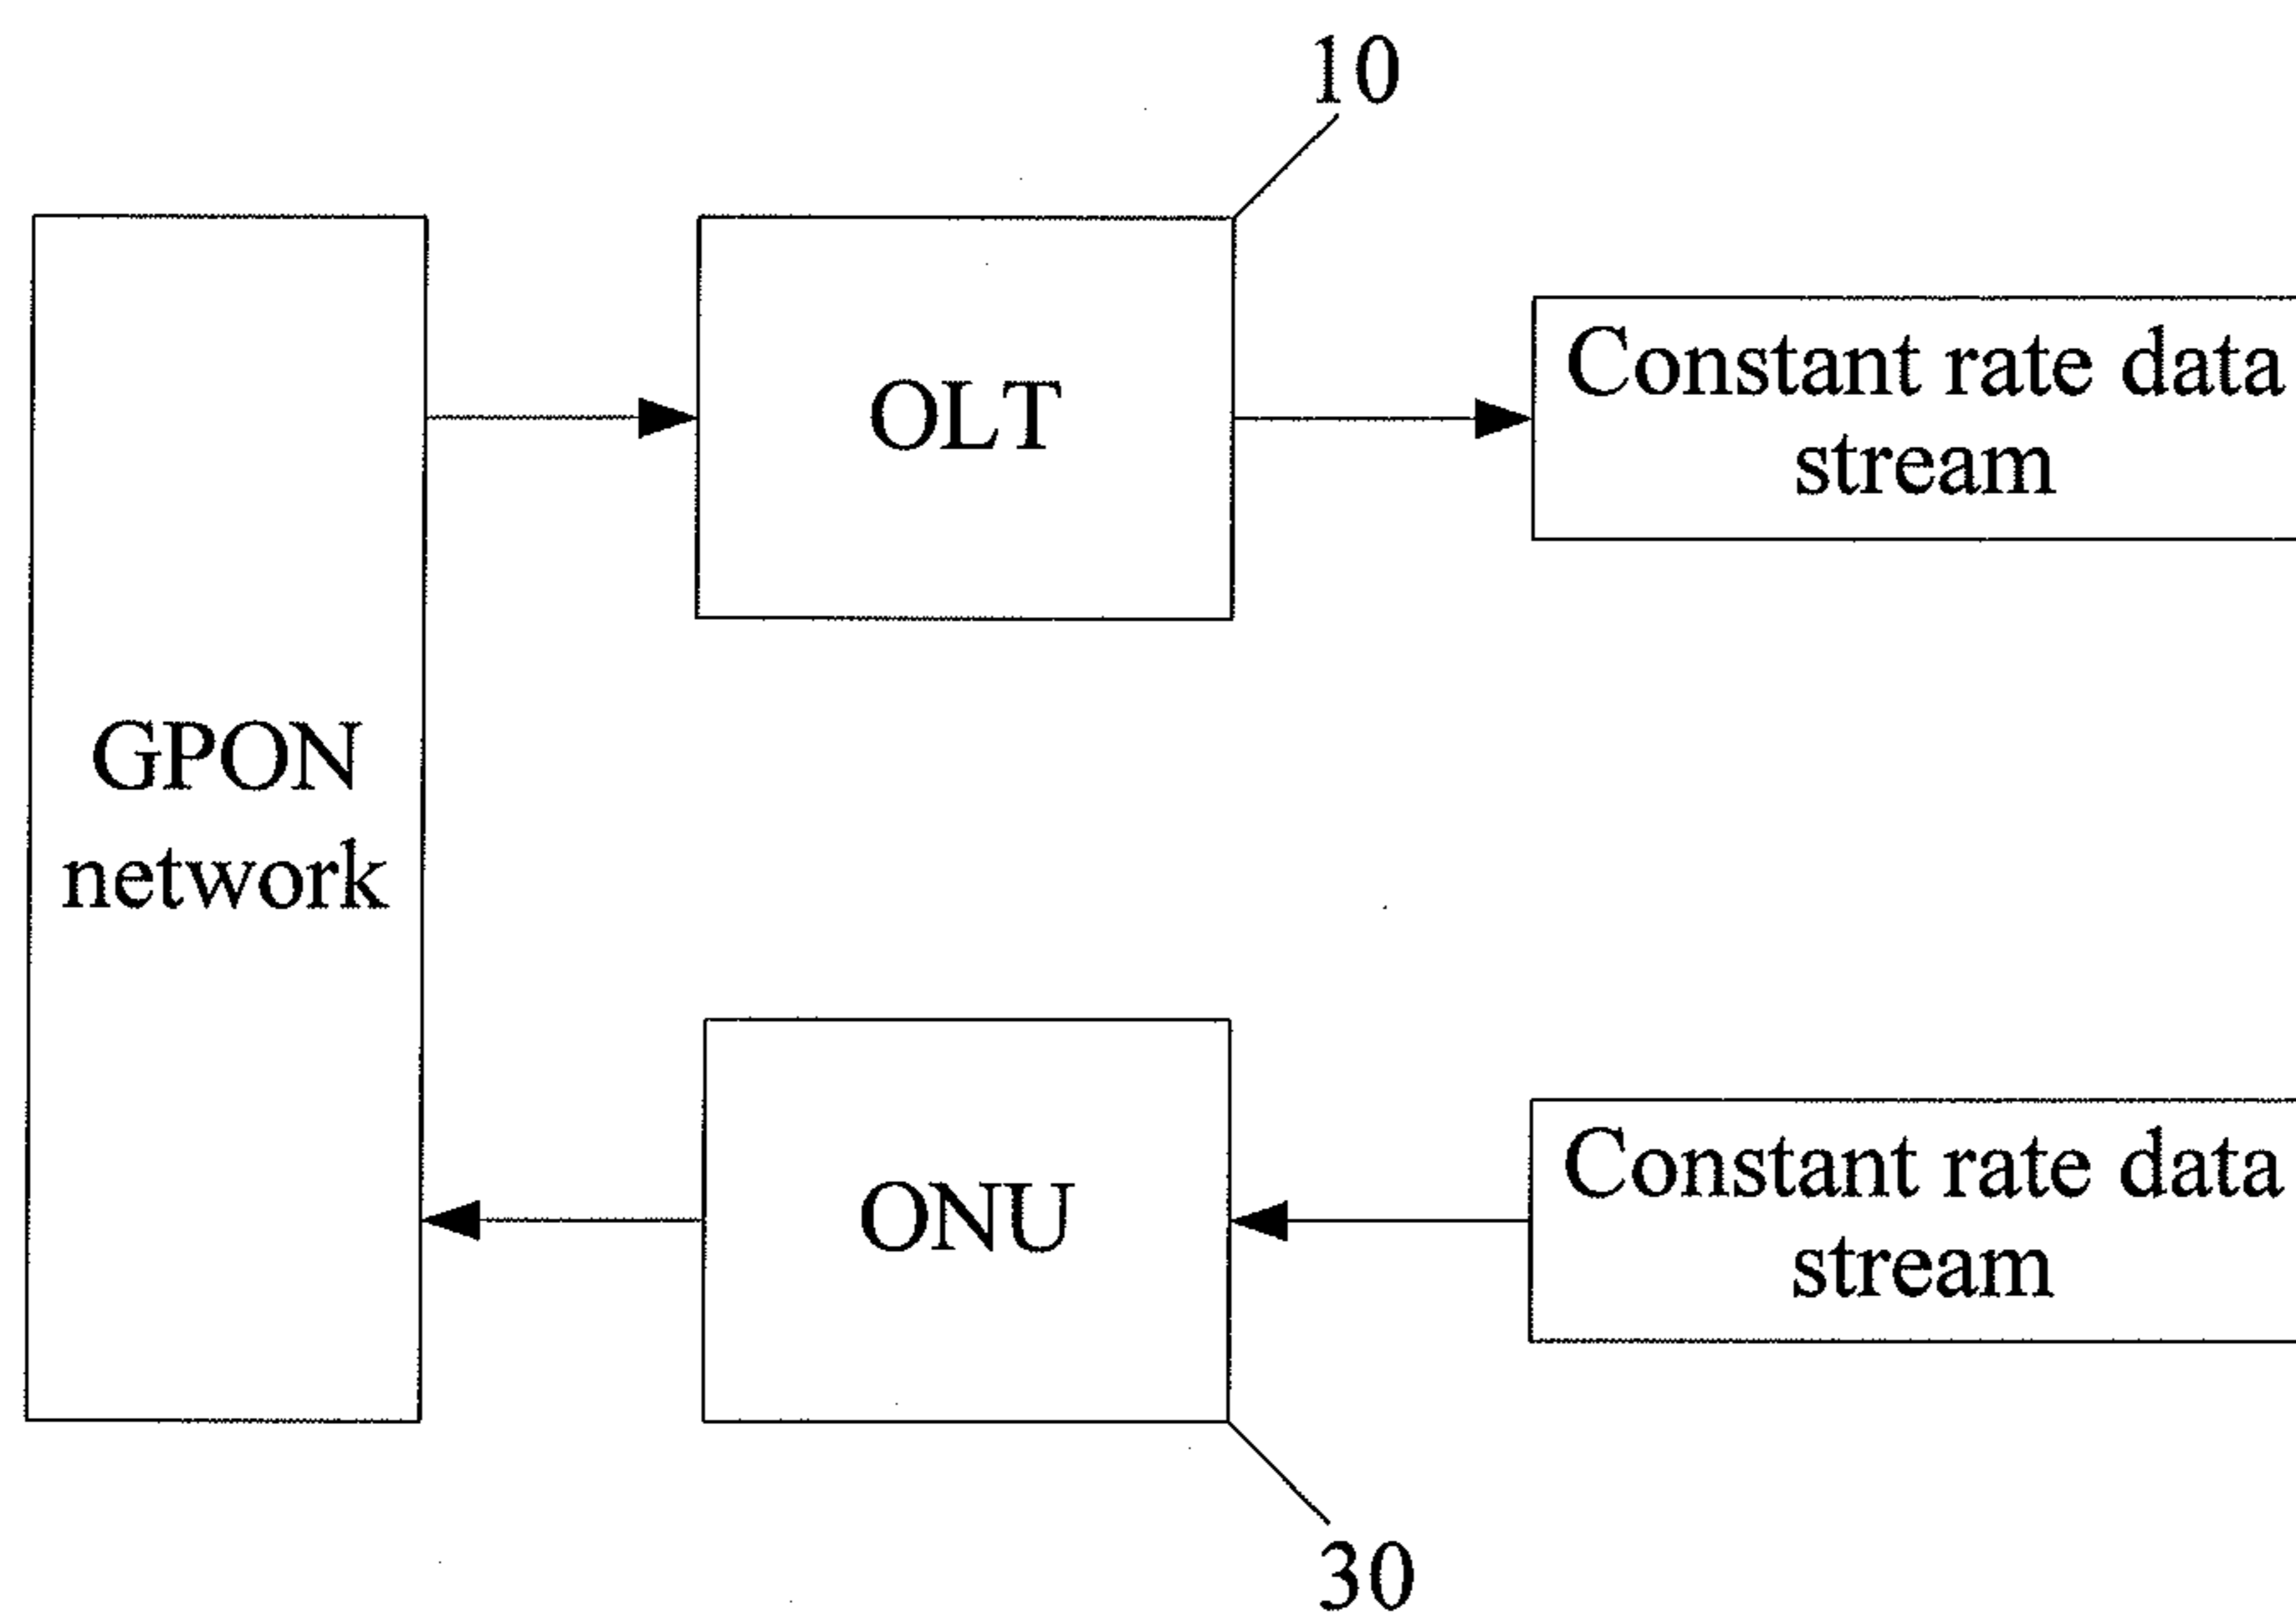 10
OLT
Constant rate data
stream
GPON
network
ONU
Constant rate data
stream
30